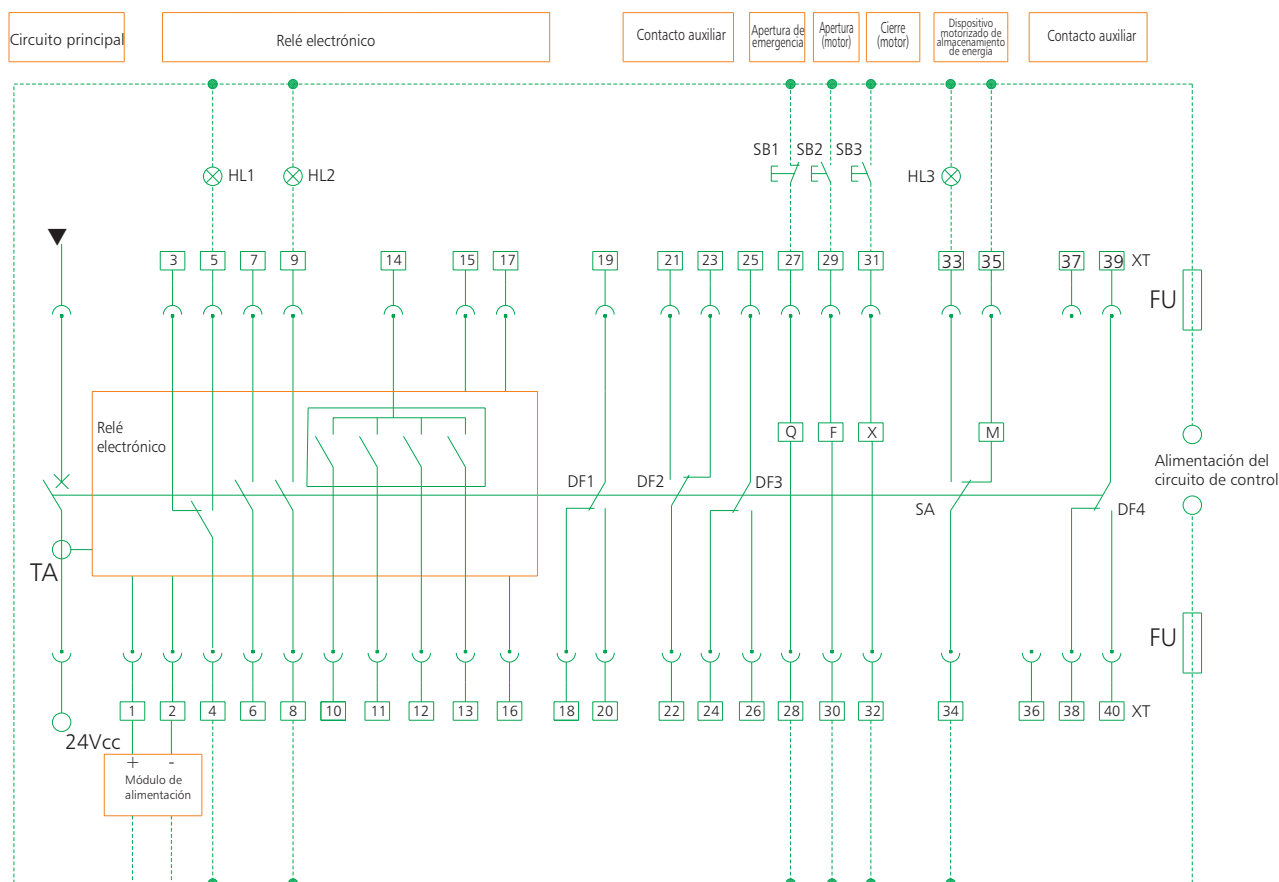 Circuito principal
Relé electrónico
Contacto auxiliar
Apertura de
emergencia
Apertura
(motor)
Cierre
(motor)
Dispositivo
motorizado de
almacenamiento
de energía
Contacto auxiliar
SB1 SB2 SB3
HL1 HL2 HL3
3 5 7 9 14 15 17 19 21 23 25 27 29 31 33 35 37 39 XT
FU
Relé
electrónico
Q F X M
Alimentación del
circuito de control
DF1 DF2 DF3 SA DF4
TA
FU
1 2 4 6 8 10 11 12 13 16 18 20 22 24 26 28 30 32 34 36 38 40 XT
24Vcc
+ -
Módulo de
alimentación